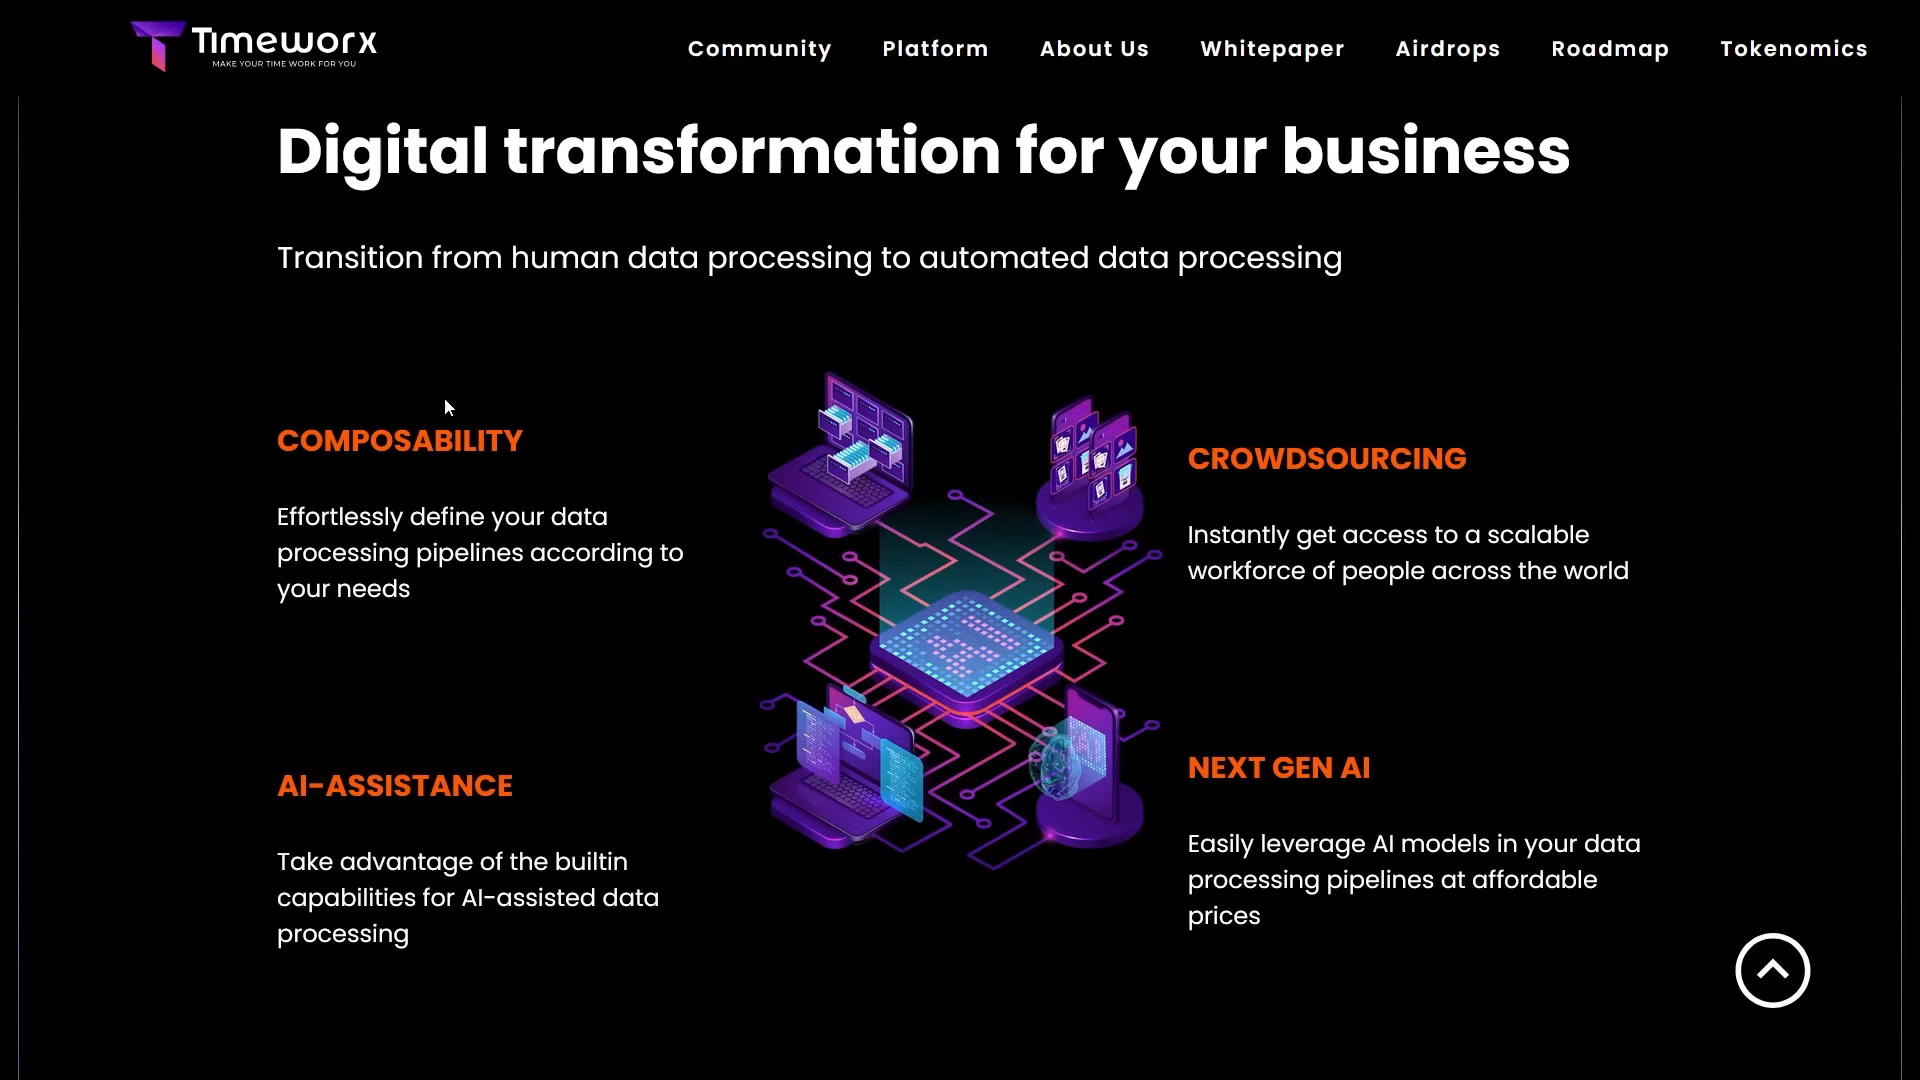 Timeworx
MAKE YOUR TIME WORK FOR YOU
Community
Platform
About Us
Whitepaper
Airdrops
Roadmap
Tokenomics
Digital transformation for your business
Transition from human data processing to automated data processing
COMPOSABILITY
Effortlessly define your data
processing pipelines according to
your needs
CROWDSOURCING
Instantly get access to a scalable
workforce of people across the world
AI-ASSISTANCE
Take advantage of the builtin
capabilities for AI-assisted data
processing
NEXT GEN AI
Easily leverage AI models in your data
processing pipelines at affordable
prices